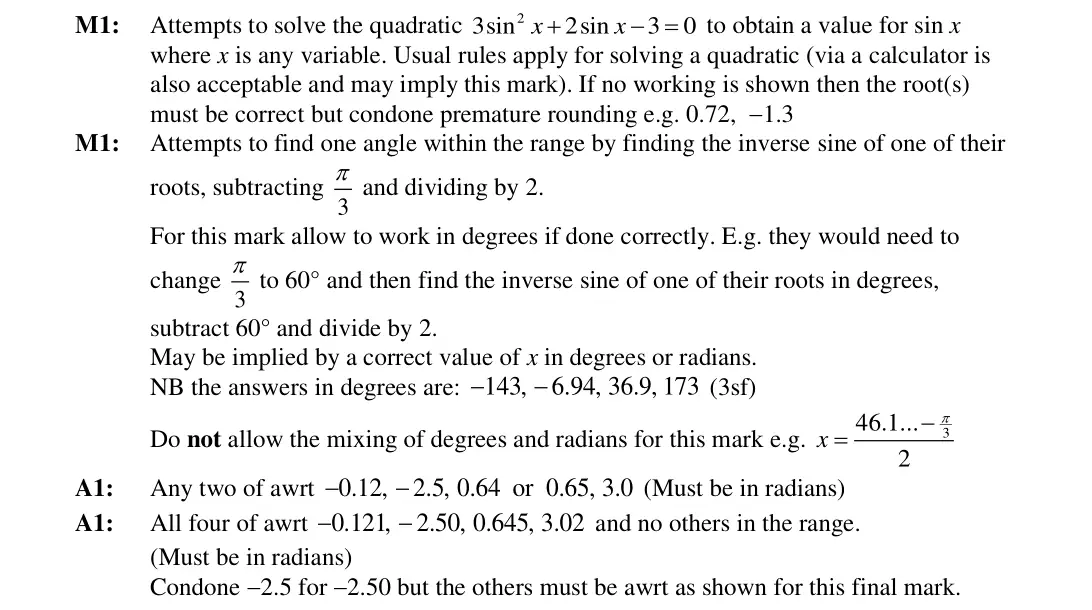 M1: Attempts to solve the quadratic 3sin² x+2sin x−3=0 to obtain a value for sin x
where x is any variable. Usual rules apply for solving a quadratic (via a calculator is
also acceptable and may imply this mark). If no working is shown then the root(s)
must be correct but condone premature rounding e.g. 0.72, −1.3
M1: Attempts to find one angle within the range by finding the inverse sine of one of their
roots, subtracting π/3 and dividing by 2.
For this mark allow to work in degrees if done correctly. E.g. they would need to
change π/3 to 60° and then find the inverse sine of one of their roots in degrees,
subtract 60° and divide by 2.
May be implied by a correct value of x in degrees or radians.
NB the answers in degrees are: −143, −6.94, 36.9, 173 (3sf)
Do not allow the mixing of degrees and radians for this mark e.g. x = (46.1...−π/3)/2
A1: Any two of awrt −0.12, −2.5, 0.64 or 0.65, 3.0 (Must be in radians)
A1: All four of awrt −0.121, −2.50, 0.645, 3.02 and no others in the range.
(Must be in radians)
Condone −2.5 for −2.50 but the others must be awrt as shown for this final mark.